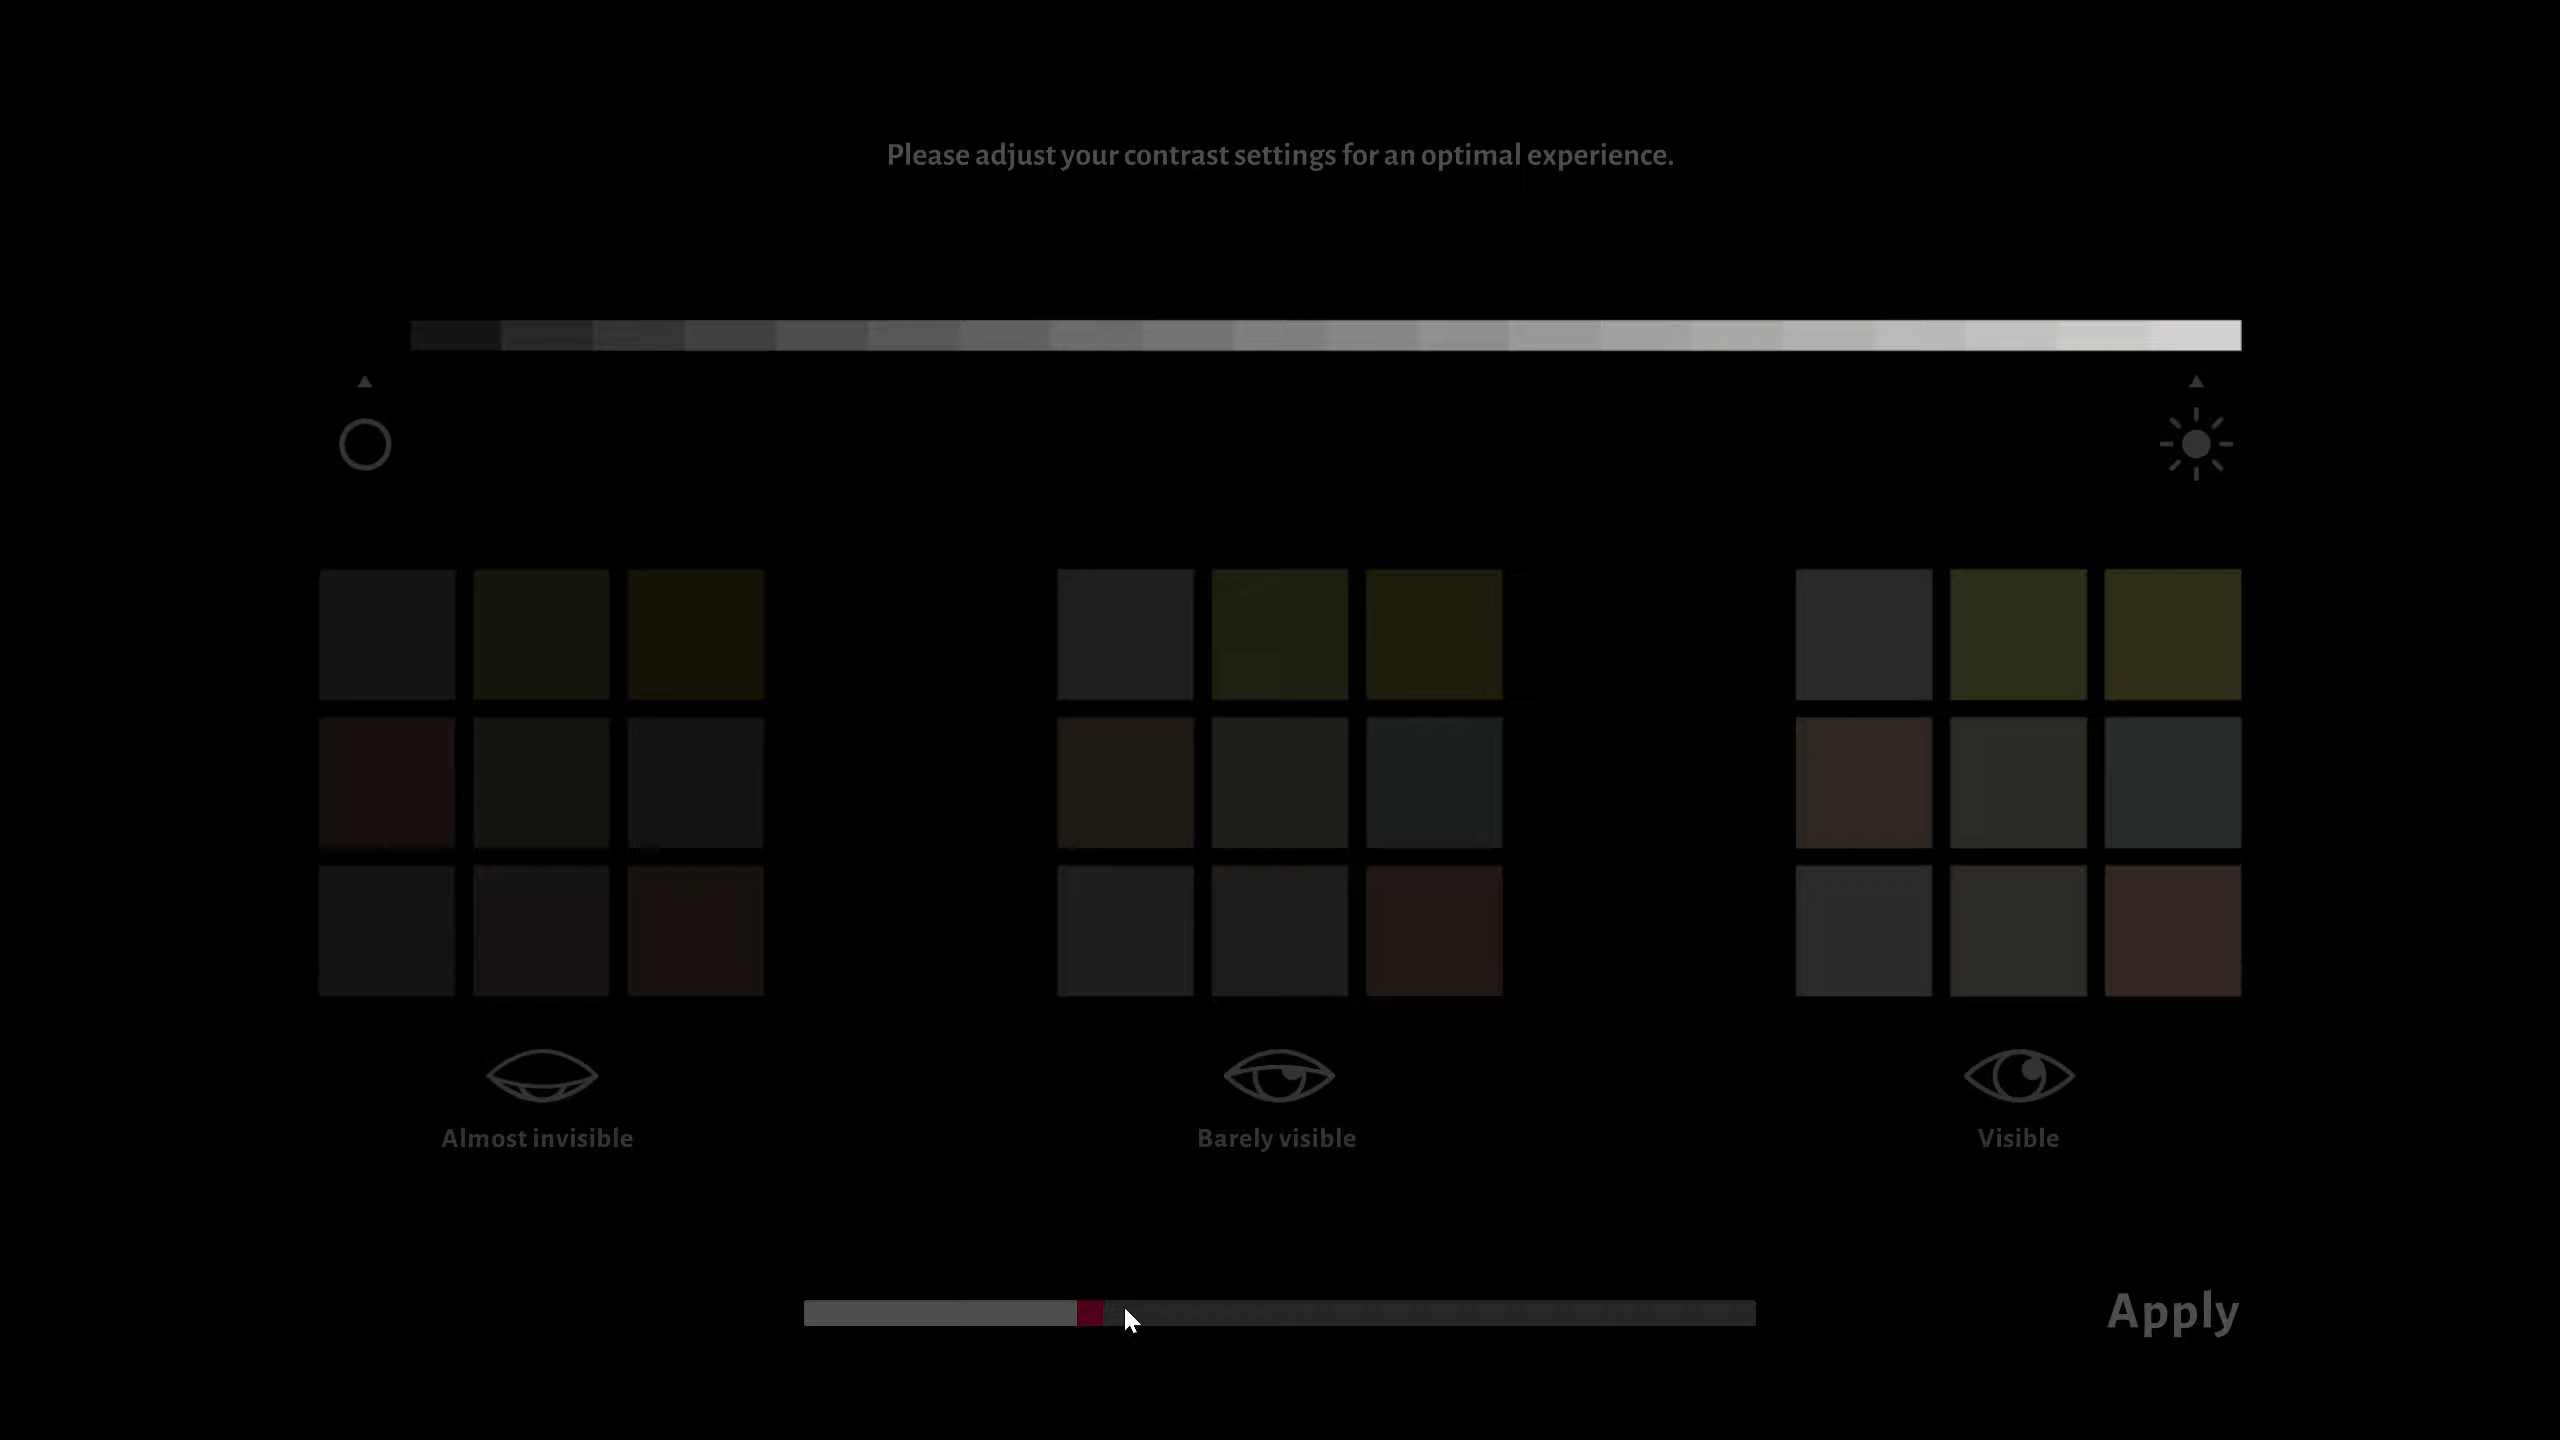 Please adjust your contrast settings for an optimal experience.
Almost invisible
Barely visible
Visible
Apply